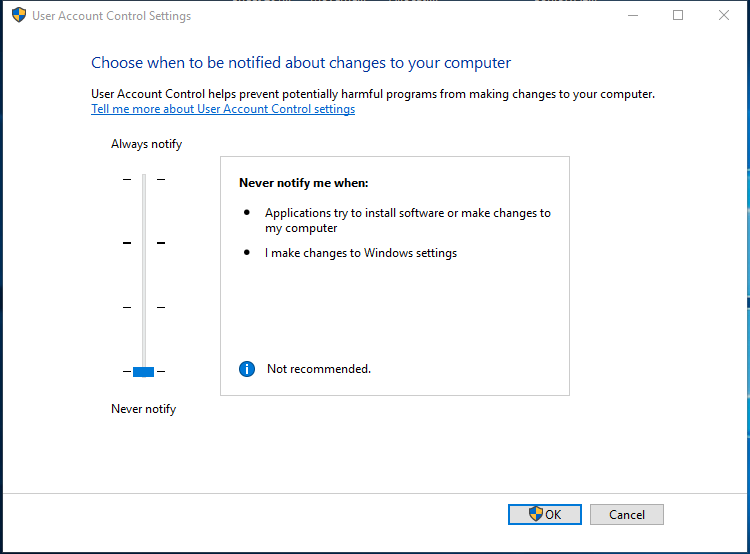 User Account Control Settings
Choose when to be notified about changes to your computer
User Account Control helps prevent potentially harmful programs from making changes to your computer.
Tell me more about User Account Control settings
Always notify
Never notify me when:
• Applications try to install software or make changes to
my computer
• I make changes to Windows settings
Not recommended.
Never notify
OK
Cancel